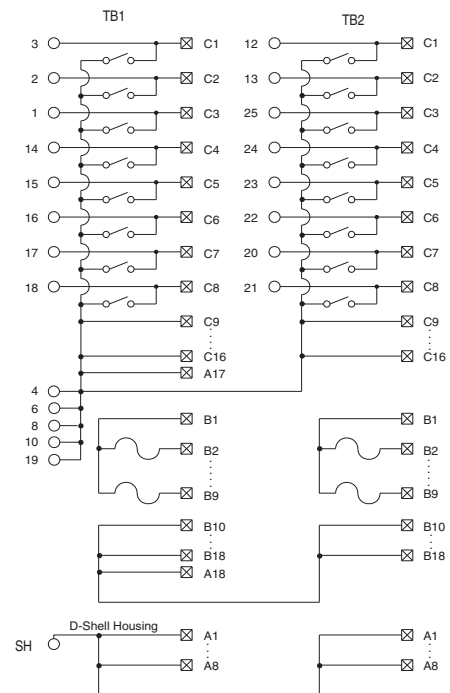 TB1 TB2
3 C1 12 C1
2 C2 13 C2
1 C3 25 C3
14 C4 24 C4
15 C5 23 C5
16 C6 22 C6
17 C7 20 C7
18 C8 21 C8
C9 C9
C16 C16
A17
4
6
8
10
19
B1 B1
B2 B2
B9 B9
B10 B10
B18 B18
A18
D-Shell Housing
SH A1 A1
A8 A8